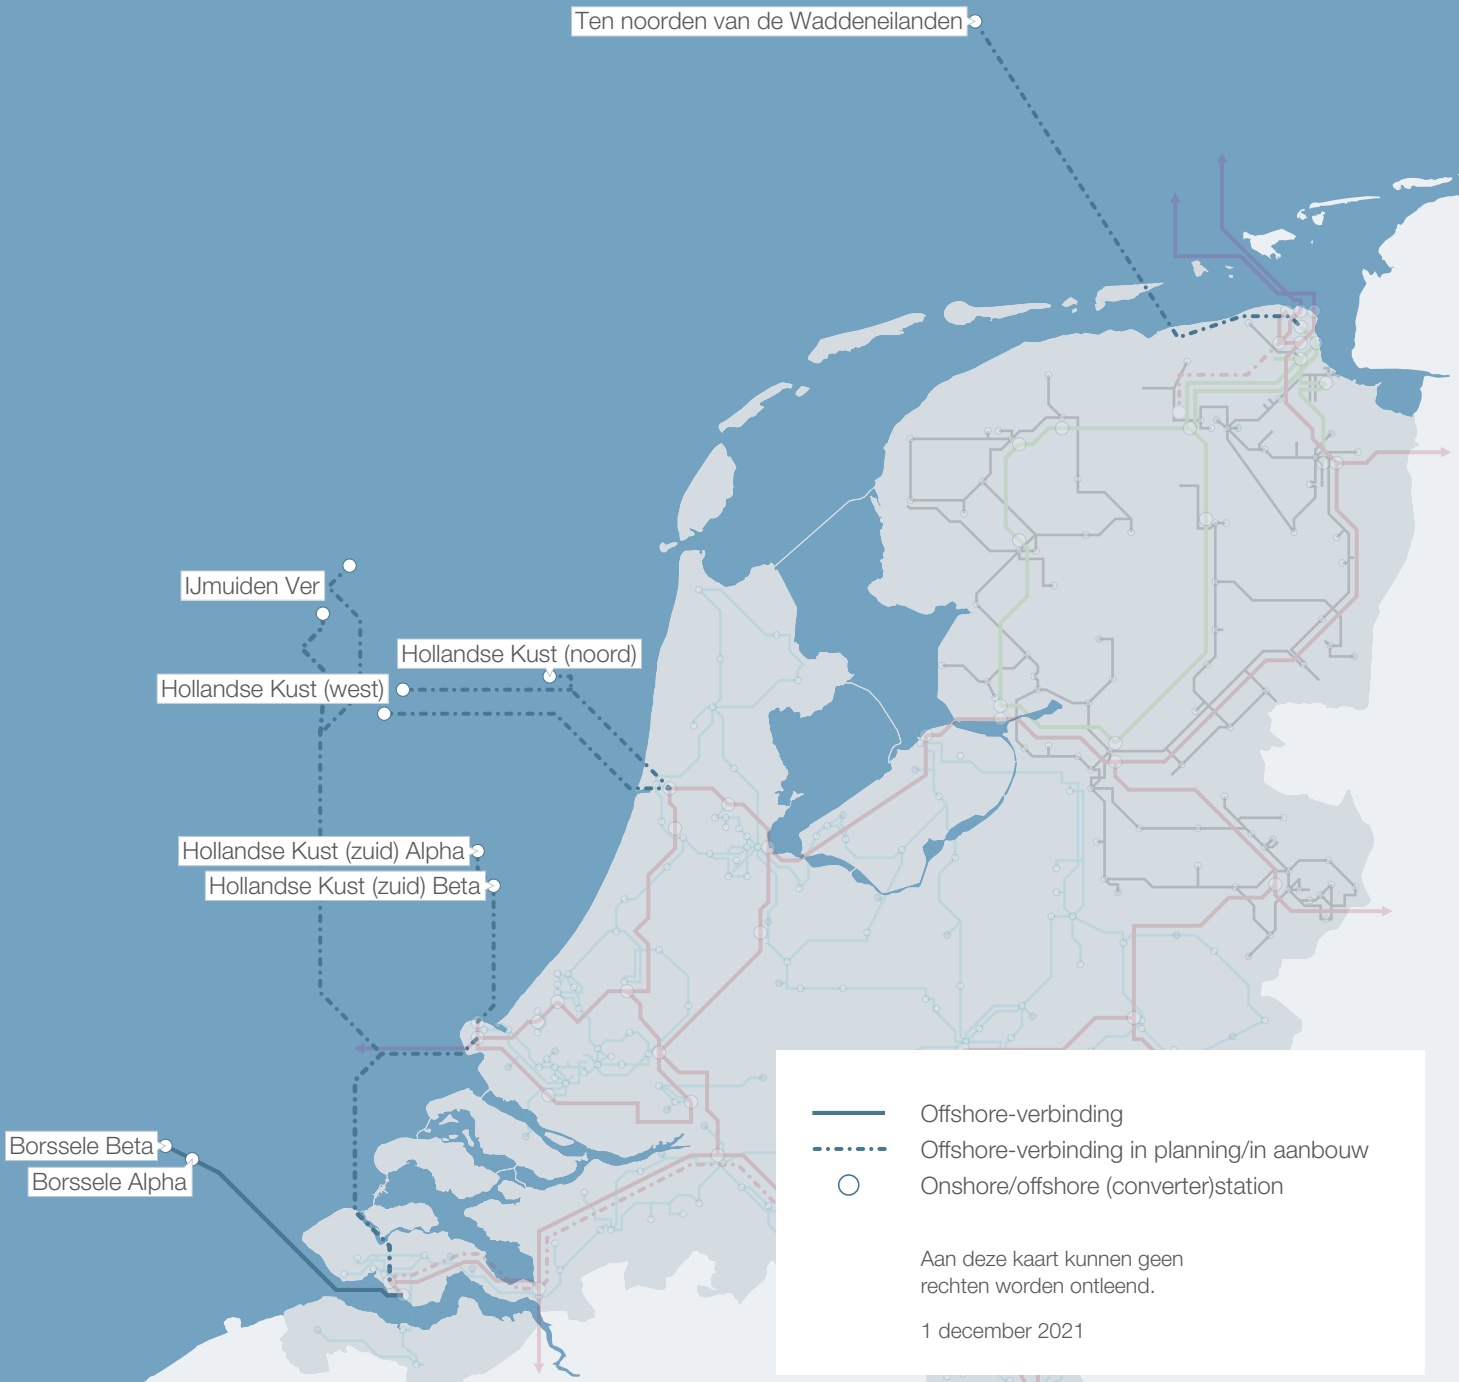 Ten noorden van de Waddeneilanden
IJmuiden Ver
Hollandse Kust (noord)
Hollandse Kust (west)
Hollandse Kust (zuid) Alpha
Hollandse Kust (zuid) Beta
Borssele Beta
Borssele Alpha
Offshore-verbinding
Offshore-verbinding in planning/in aanbouw
Onshore/offshore (converter)station
Aan deze kaart kunnen geen
rechten worden ontleend.
1 december 2021